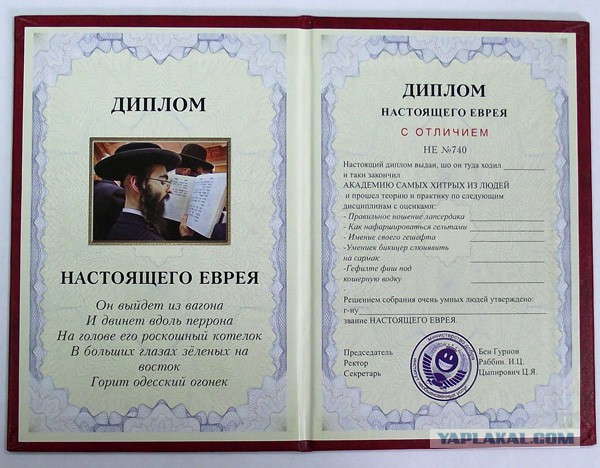 ДИПЛОМ
НАСТОЯЩЕГО ЕВРЕЯ
Он выйдет из вагона
И двинет вдоль перрона
На голове его роскошный котелок
В больших глазах зёленых на
восток
Горит одесский огонек
ДИПЛОМ
НАСТОЯЩЕГО ЕВРЕЯ
С ОТЛИЧИЕМ
НЕ №740
Настоящий диплом выдан, шо он туда ходил
и таки закончил
АКАДЕМИЮ САМЫХ ХИТРЫХ ИЗ ЛЮДЕЙ
и прошел теорию и практику по следующим
дисциплинам с оценками:
- Правильное ношение лапсердака
- Как нафаршироваться гельтами
- Имение своего гешефта
-Умениек бикицер слюнявить
на сармак
-Гефилте фиш под
кошерную водку
Решением собрания очень умных людей утверждено:
г-ну
звание НАСТОЯЩЕГО ЕВРЕЯ.
Председатель Бен Гурион
Ректор Раббин. И.Ц.
Секретарь Цыпирович Ц.Я.
YAPLAKAL.COM